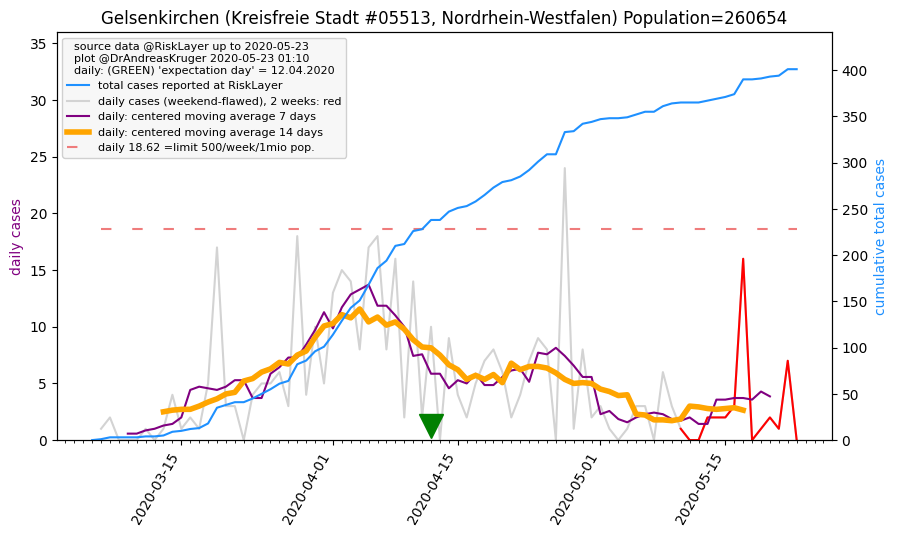 Gelsenkirchen (Kreisfreie Stadt #05513, Nordrhein-Westfalen) Population=260654
source data @RiskLayer up to 2020-05-23
plot @DrAndreasKruger 2020-05-23 01:10
daily: (GREEN) 'expectation day' = 12.04.2020
total cases reported at RiskLayer
daily cases (weekend-flawed), 2 weeks: red
daily: centered moving average 7 days
daily: centered moving average 14 days
daily 18.62 =limit 500/week/1mio pop.
daily cases
35
30
25
20
15
10
5
0
cumulative total cases
400
350
300
250
200
150
100
50
0
2020-03-15
2020-04-01
2020-04-15
2020-05-01
2020-05-15